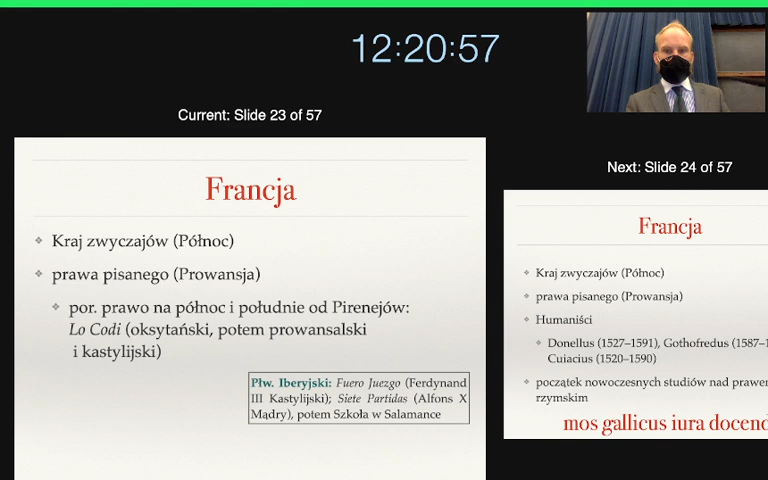 12:20:57
Current: Slide 23 of 57
Francja
Kraj zwyczajów (Północ)
prawa pisanego (Prowansja)
por. prawo na północ i południe od Pirenejów:
Lo Codi (oksytański, potem prowansalski
i kastylijski)
Płw. Iberyjski: Fuero Juezgo (Ferdynand
III Kastylijski); Siete Partidas (Alfons X
Mądry), potem Szkoła w Salamance
Next: Slide 24 of 57
Francja
Kraj zwyczajów (Północ)
prawa pisanego (Prowansja)
Humaniści
Donellus (1527–1591), Gothofredus (1587–1
Cuiacius (1520–1590)
początek nowoczesnych studiów nad prawem
rzymskim
mos gallicus iura docend